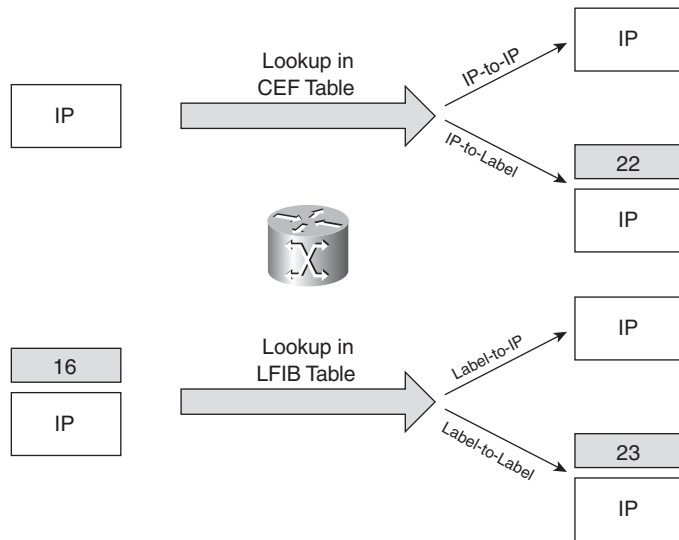 IP
Lookup in
CEF Table
IP-to-IP
IP
IP-to-Label
22
IP
16
IP
Lookup in
LFIB Table
Label-to-IP
IP
Label-to-Label
23
IP